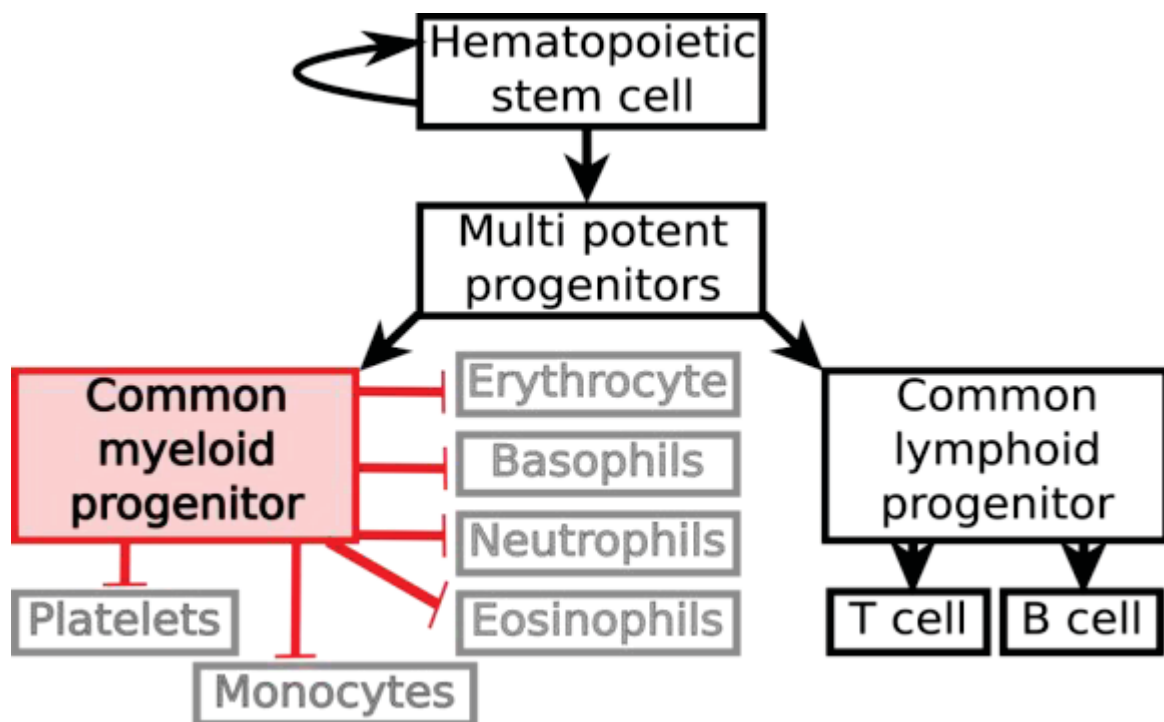 Hematopoietic
stem cell
Multi potent
progenitors
Common
myeloid
progenitor
Erythrocyte
Basophils
Neutrophils
Eosinophils
Platelets
Monocytes
Common
lymphoid
progenitor
T cell
B cell